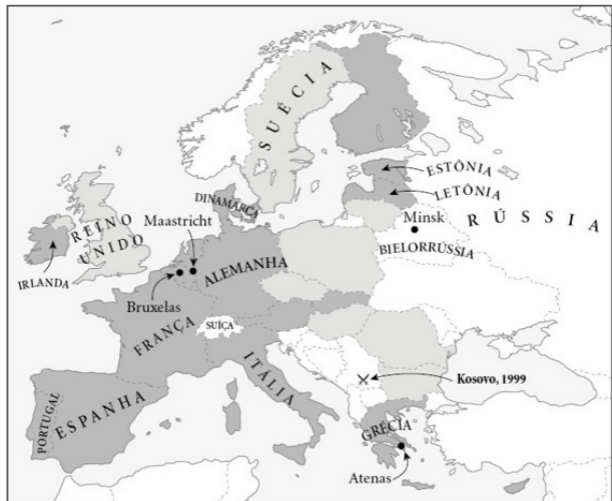 SUÉCIA
ESTÔNIA
LETÔNIA
DINAMARCA
RÚSSIA
Minsk
REINO
UNIDO
Maastricht
BIELORRÚSSIA
IRLANDA
ALEMANHA
Bruxelas
FRANÇA
SUÍÇA
ITÁLIA
Kosovo, 1999
PORTUGAL
ESPANHA
GRÉCIA
Atenas